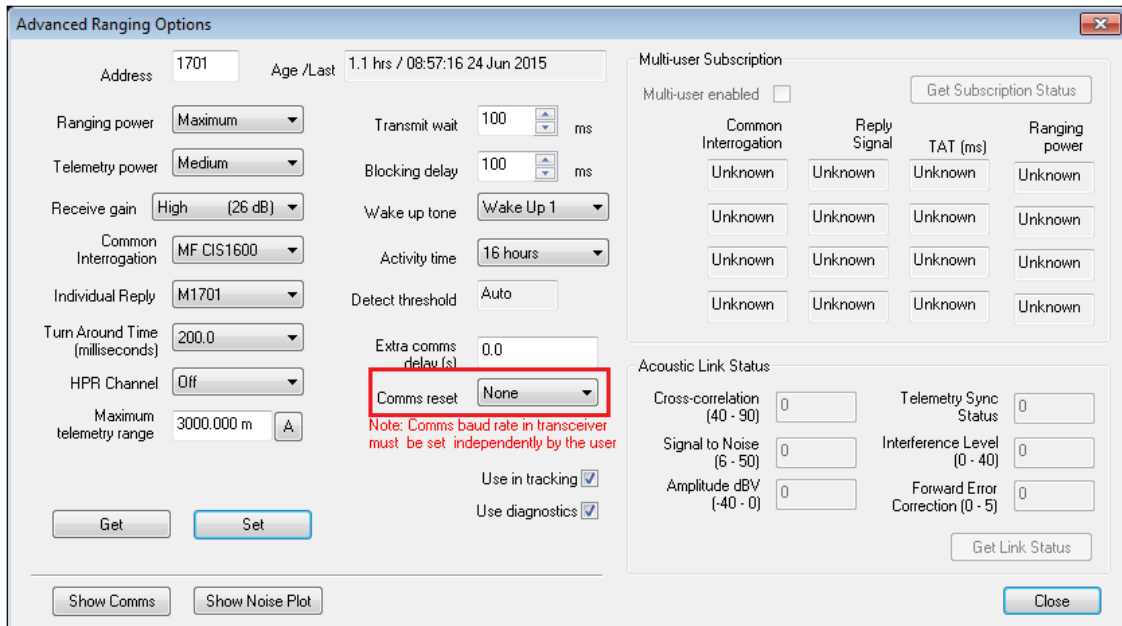 Advanced Ranging Options
Address 1701 Age /Last 1.1 hrs / 08:57:16 24 Jun 2015
Ranging power Maximum
Telemetry power Medium
Receive gain High (26 dB)
Common
Interrogation MF CIS1600
Individual Reply M1701
Turn Around Time
(milliseconds) 200.0
HPR Channel Off
Maximum
telemetry range 3000.000 m A
Get Set
Show Comms Show Noise Plot
Transmit wait 100 ms
Blocking delay 100 ms
Wake up tone Wake Up 1
Activity time 16 hours
Detect threshold Auto
Extra comms
delay (s) 0.0
Comms reset None
Note: Comms baud rate in transceiver
must be set independently by the user
Use in tracking
Use diagnostics
Multi-user Subscription
Multi-user enabled Get Subscription Status
Common
Interrogation
Reply
Signal
TAT (ms)
Ranging
power
Unknown Unknown Unknown Unknown
Unknown Unknown Unknown Unknown
Unknown Unknown Unknown Unknown
Unknown Unknown Unknown Unknown
Acoustic Link Status
Cross-correlation
(40 - 90) 0
Telemetry Sync
Status 0
Signal to Noise
(6 - 50) 0
Interference Level
(0 - 40) 0
Amplitude dBV
(-40 - 0) 0
Forward Error
Correction (0 - 5) 0
Get Link Status
Close